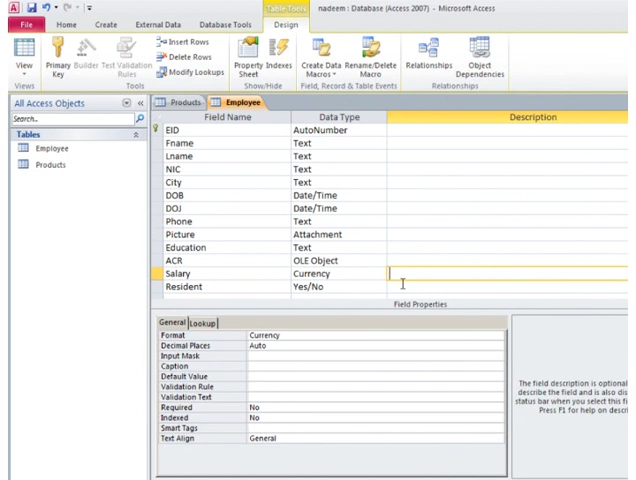 Table Tools
nadeem : Database (Access 2007) - Microsoft Access
File Home Create External Data Database Tools Design
View
Primary Key
Builder
Test Validation Rules
Insert Rows
Delete Rows
Modify Lookups
Property Sheet
Indexes
Create Data Macros
Rename/Delete Macro
Relationships
Object Dependencies
Views Tools Show/Hide Field, Record & Table Events Relationships
All Access Objects
Search...
Tables
Employee
Products
Products Employee
Field Name Data Type Description
EID AutoNumber
Fname Text
Lname Text
NIC Text
City Text
DOB Date/Time
DOJ Date/Time
Phone Text
Picture Attachment
Education Text
ACR OLE Object
Salary Currency
Resident Yes/No
Field Properties
General Lookup
Format Currency
Decimal Places Auto
Input Mask
Caption
Default Value
Validation Rule
Validation Text
Required No
Indexed No
Smart Tags
Text Align General
The field description is optional
describe the field and is also dis
status bar when you select this fi
Press F1 for help on descri